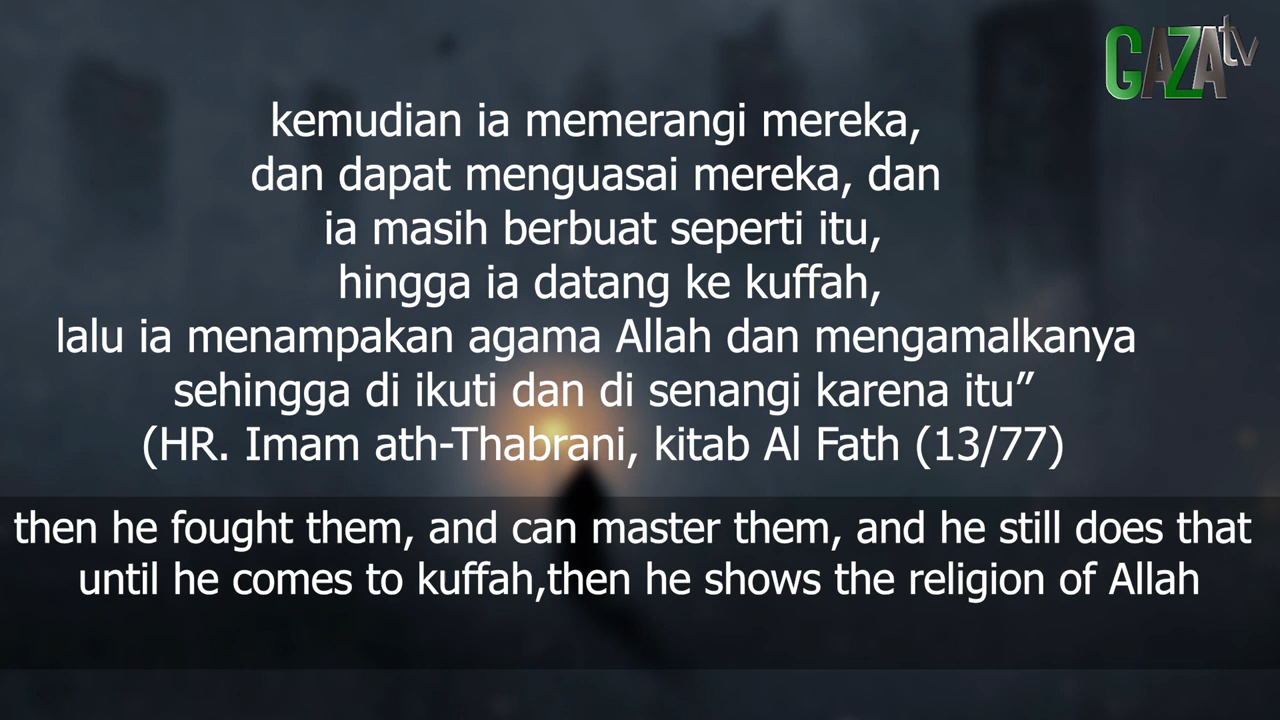 GAZAtv
kemudian ia memerangi mereka,
dan dapat menguasai mereka, dan
ia masih berbuat seperti itu,
hingga ia datang ke kuffah,
lalu ia menampakan agama Allah dan mengamalkanya
sehingga di ikuti dan di senangi karena itu”
(HR. Imam ath-Thabrani, kitab Al Fath (13/77)
then he fought them, and can master them, and he still does that
until he comes to kuffah,then he shows the religion of Allah